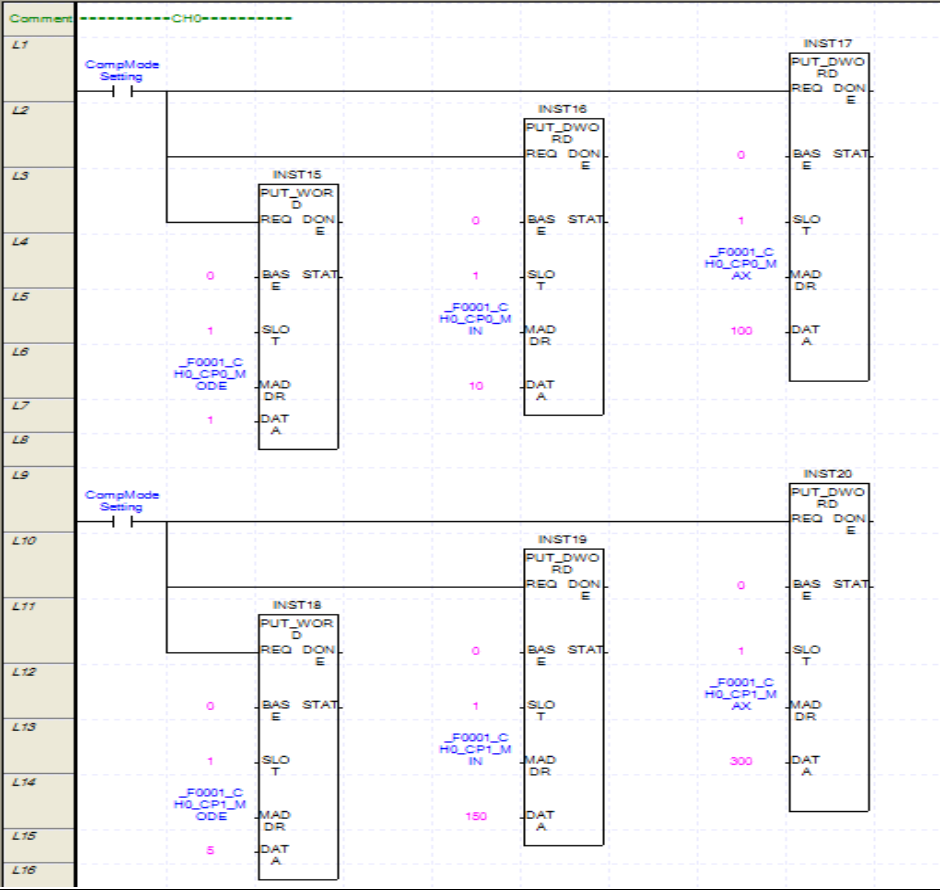 Comment ----------CH0----------
L1
CompMode
Setting
INST17
PUT_DWO
RD
REQ DON
E
L2
INST16
PUT_DWO
RD
REQ DON
E
0
BAS STAT
E
L3
INST15
PUT_WOR
D
REQ DON
E
0
BAS STAT
E
1
SLO
T
L4
0
BAS STAT
E
1
SLO
T
_F0001_C
H0_CP0_M
AX
MAD
DR
L5
1
SLO
T
_F0001_C
H0_CP0_M
IN
MAD
DR
100
DAT
A
L6
_F0001_C
H0_CP0_M
ODE
MAD
DR
10
DAT
A
L7
1
DAT
A
L8
L9
CompMode
Setting
INST20
PUT_DWO
RD
REQ DON
E
L10
INST19
PUT_DWO
RD
REQ DON
E
0
BAS STAT
E
L11
INST18
PUT_WOR
D
REQ DON
E
0
BAS STAT
E
1
SLO
T
L12
0
BAS STAT
E
1
SLO
T
_F0001_C
H0_CP1_M
AX
MAD
DR
L13
1
SLO
T
_F0001_C
H0_CP1_M
IN
MAD
DR
300
DAT
A
L14
_F0001_C
H0_CP1_M
ODE
MAD
DR
150
DAT
A
L15
5
DAT
A
L16